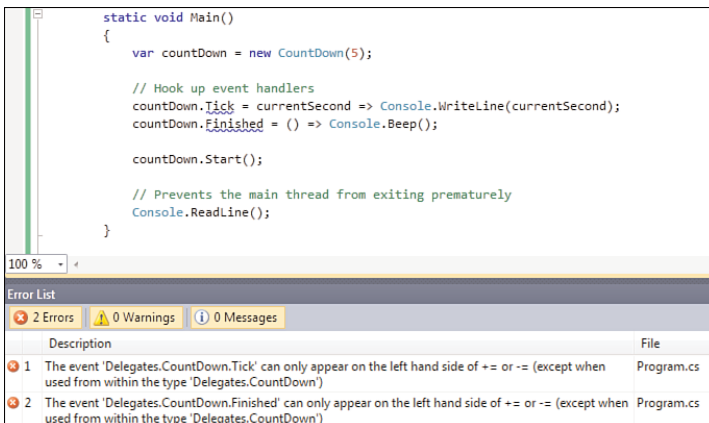 static void Main()
{
var countDown = new CountDown(5);
// Hook up event handlers
countDown.Tick = currentSecond => Console.WriteLine(currentSecond);
countDown.Finished = () => Console.Beep();
countDown.Start();
// Prevents the main thread from exiting prematurely
Console.ReadLine();
}
100 %
Error List
2 Errors 0 Warnings 0 Messages
Description File
1 The event 'Delegates.CountDown.Tick' can only appear on the left hand side of += or -= (except when Program.cs
used from within the type 'Delegates.CountDown')
2 The event 'Delegates.CountDown.Finished' can only appear on the left hand side of += or -= (except when Program.cs
used from within the type 'Delegates.CountDown')